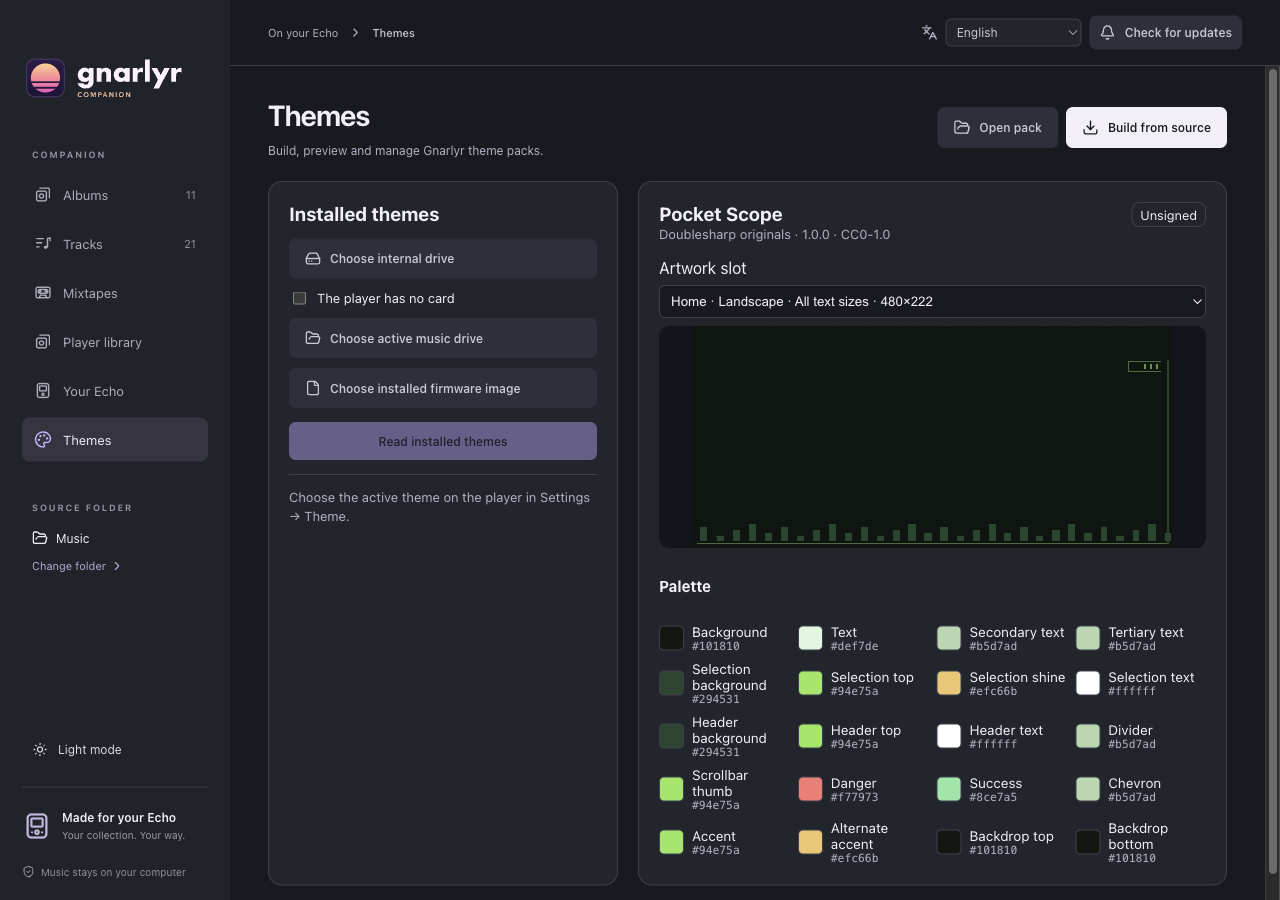 On your Echo
Themes
English
Check for updates
gnarlyr
COMPANION
COMPANION
Albums 11
Tracks 21
Mixtapes
Player library
Your Echo
Themes
SOURCE FOLDER
Music
Change folder
Light mode
Made for your Echo
Your collection. Your way.
Music stays on your computer
Themes
Build, preview and manage Gnarlyr theme packs.
Open pack
Build from source
Installed themes
Choose internal drive
The player has no card
Choose active music drive
Choose installed firmware image
Read installed themes
Choose the active theme on the player in Settings
→ Theme.
Pocket Scope
Unsigned
Doublesharp originals · 1.0.0 · CC0-1.0
Artwork slot
Home · Landscape · All text sizes · 480×222
Palette
Background
#101810
Text
#def7de
Secondary text
#b5d7ad
Tertiary text
#b5d7ad
Selection
background
#294531
Selection top
#94e75a
Selection shine
#efc66b
Selection text
#ffffff
Header
background
#294531
Header top
#94e75a
Header text
#ffffff
Divider
#b5d7ad
Scrollbar
thumb
#94e75a
Danger
#f77973
Success
#8ce7a5
Chevron
#b5d7ad
Accent
#94e75a
Alternate
accent
#efc66b
Backdrop top
#101810
Backdrop
bottom
#101810